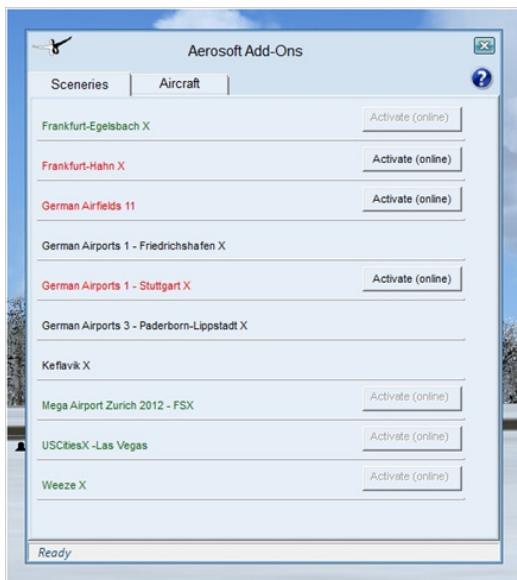 Aerosoft Add-Ons
Sceneries Aircraft
Frankfurt-Egelsbach X Activate (online)
Frankfurt-Hahn X Activate (online)
German Airfields 11 Activate (online)
German Airports 1 - Friedrichshafen X
German Airports 1 - Stuttgart X Activate (online)
German Airports 3 - Paderborn-Lippstadt X
Keflavik X
Mega Airport Zurich 2012 - FSX Activate (online)
USCitiesX -Las Vegas Activate (online)
Weeze X Activate (online)
Ready